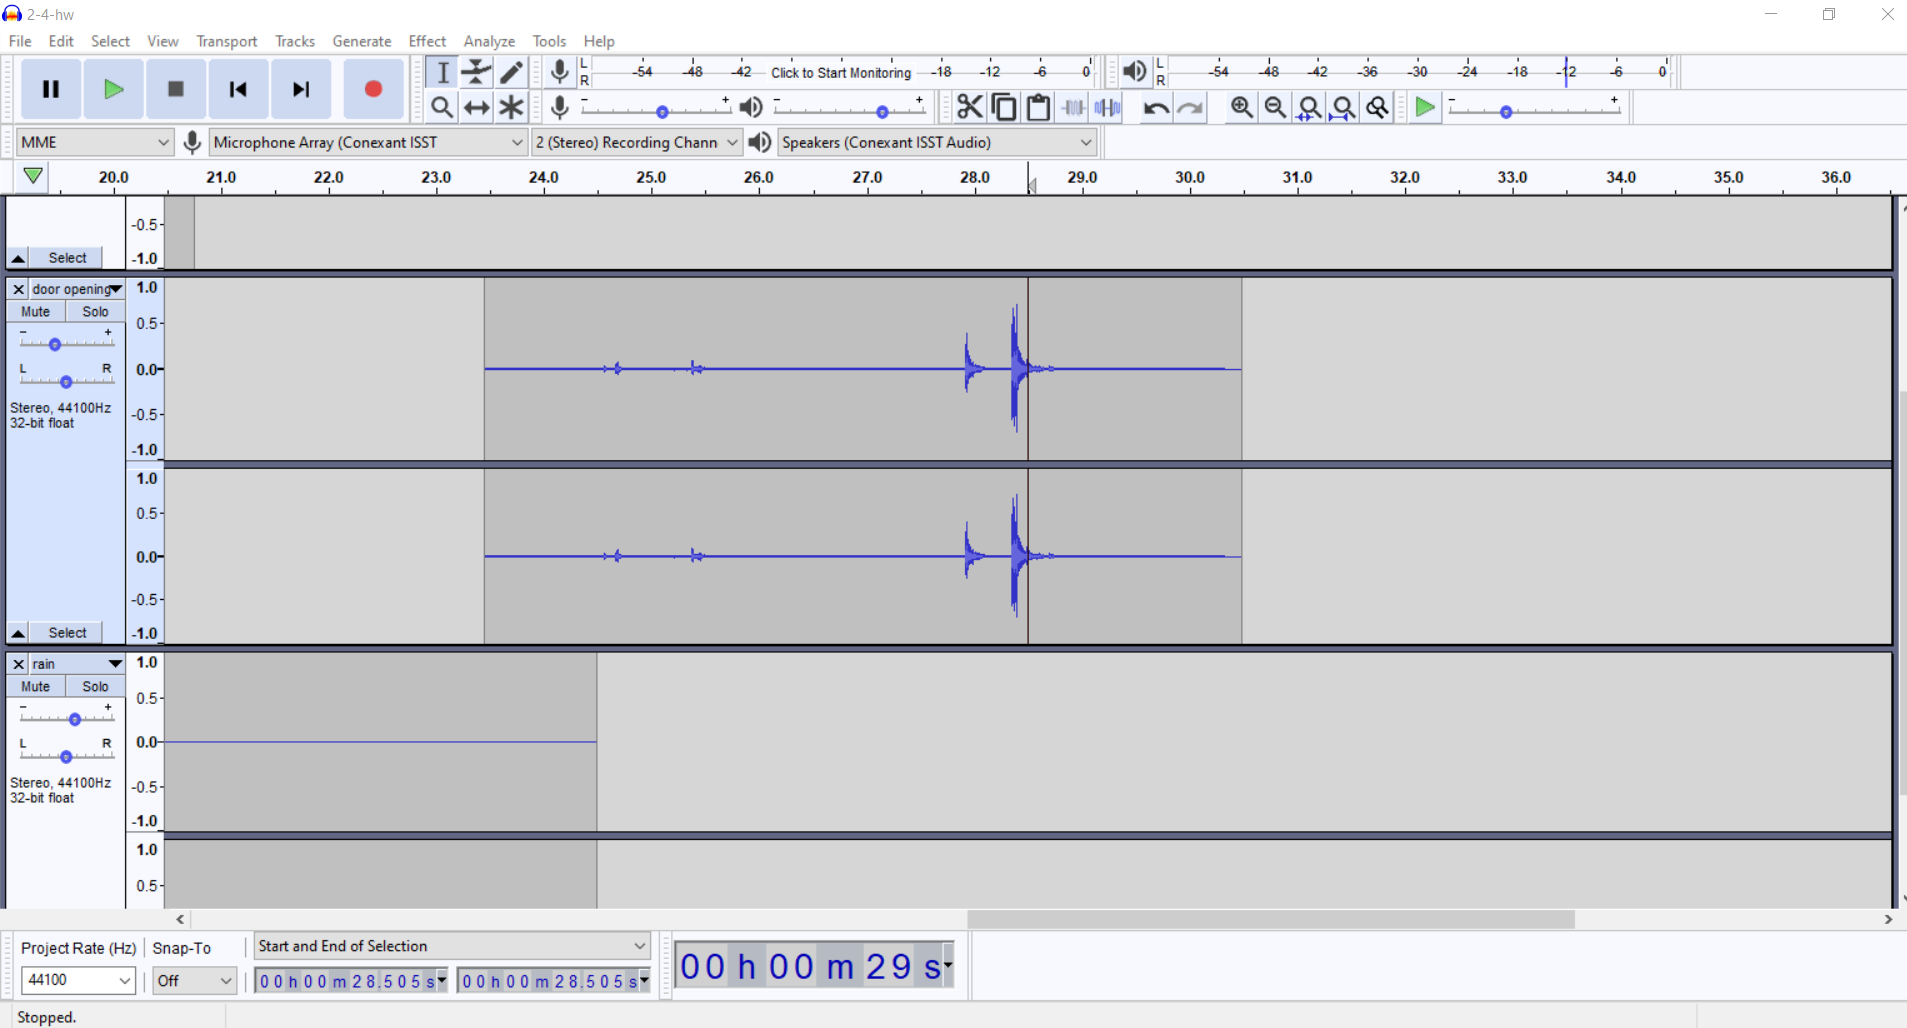 2-4-hw
File Edit Select View Transport Tracks Generate Effect Analyze Tools Help
L
R
-54 -48 -42 Click to Start Monitoring -18 -12 -6 0
L
R
-54 -48 -42 -36 -30 -24 -18 -12 -6 0
- +
- +
- +
MME
Microphone Array (Conexant ISST
2 (Stereo) Recording Chann
Speakers (Conexant ISST Audio)
20.0 21.0 22.0 23.0 24.0 25.0 26.0 27.0 28.0 29.0 30.0 31.0 32.0 33.0 34.0 35.0 36.0
-0.5
Select -1.0
door opening 1.0
Mute Solo
- + 0.5
L R 0.0
Stereo, 44100Hz -0.5
32-bit float
-1.0
1.0
0.5
0.0
-0.5
Select -1.0
rain 1.0
Mute Solo
- + 0.5
L R 0.0
Stereo, 44100Hz -0.5
32-bit float
-1.0
1.0
0.5
Project Rate (Hz) Snap-To Start and End of Selection
44100 Off 00 h 00 m 28.505 s 00 h 00 m 28.505 s
00 h 00 m 29 s
Stopped.